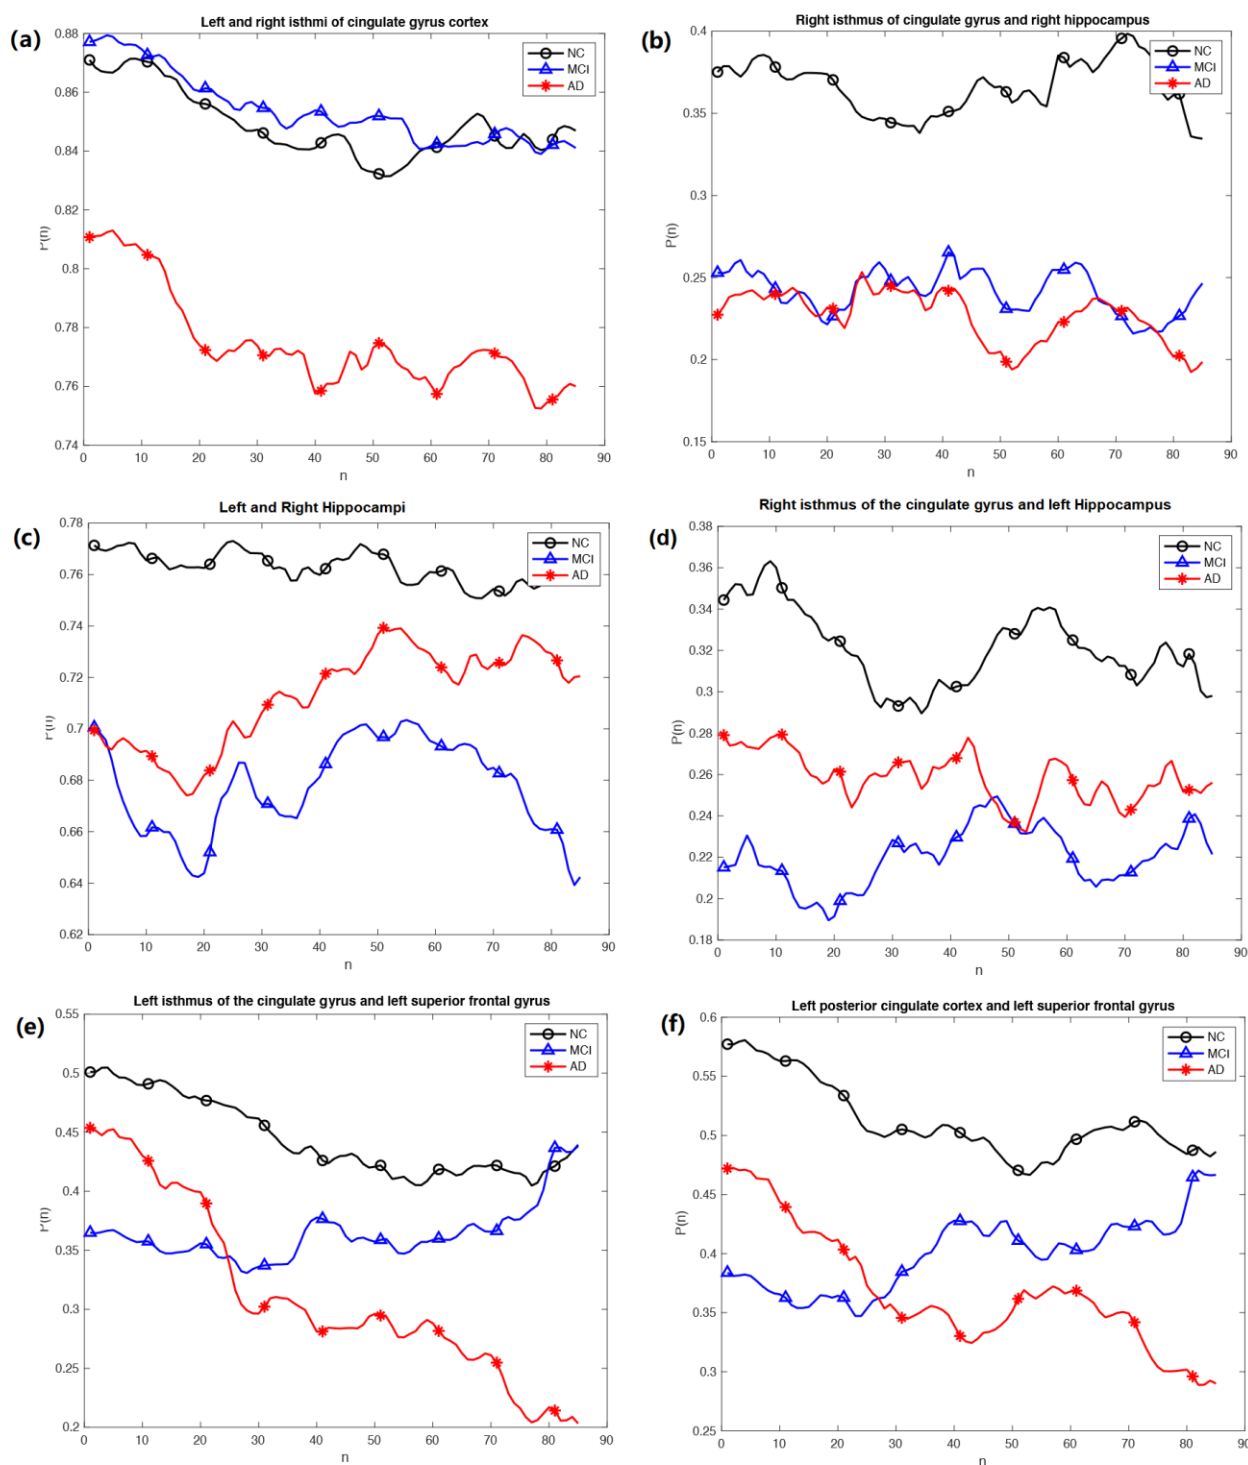 (a)
Left and right isthmi of cingulate gyrus cortex
0.88
0.86
0.84
0.82
0.8
0.78
0.76
0.74
0 10 20 30 40 50 60 70 80 90
n
NC
MCI
AD
(b)
Right isthmus of cingulate gyrus and right hippocampus
0.4
0.35
0.3
0.25
0.2
0.15
P(n)
0 10 20 30 40 50 60 70 80 90
n
NC
MCI
AD
(c)
Left and Right Hippocampi
0.78
0.76
0.74
0.72
0.7
0.68
0.66
0.64
0.62
0 10 20 30 40 50 60 70 80 90
n
NC
MCI
AD
(d)
Right isthmus of the cingulate gyrus and left Hippocampus
0.38
0.36
0.34
0.32
0.3
0.28
0.26
0.24
0.22
0.2
0.18
P(n)
0 10 20 30 40 50 60 70 80 90
n
NC
MCI
AD
(e)
Left isthmus of the cingulate gyrus and left superior frontal gyrus
0.55
0.5
0.45
0.4
0.35
0.3
0.25
0.2
0 10 20 30 40 50 60 70 80 90
n
NC
MCI
AD
(f)
Left posterior cingulate cortex and left superior frontal gyrus
0.6
0.55
0.5
0.45
0.4
0.35
0.3
0.25
P(n)
0 10 20 30 40 50 60 70 80 90
n
NC
MCI
AD